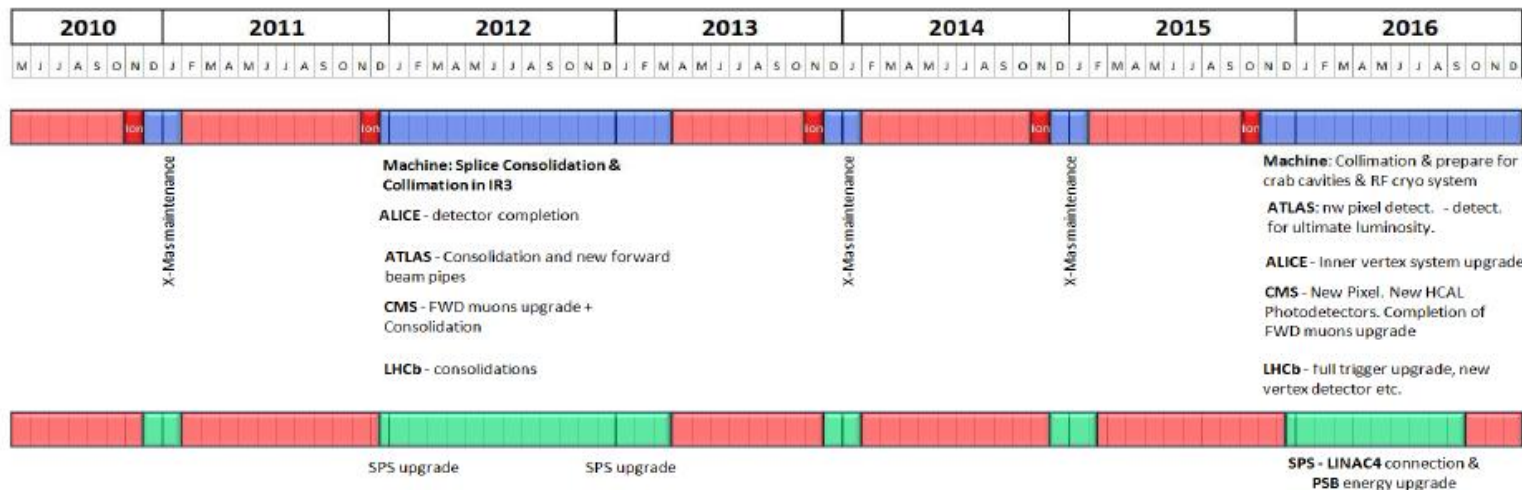 2010 2011 2012 2013 2014 2015 2016
M J J A S O N D J F M A M J J A S O N D J F M A M J J A S O N D J F M A M J J A S O N D J F M A M J J A S O N D J F M A M J J A S O N D J F M A M J J A S O N D
Ion Ion Ion Ion Ion
X-Mas maintenance
Machine: Splice Consolidation &
Collimation in IR3
ALICE - detector completion
ATLAS - Consolidation and new forward
beam pipes
CMS - FWD muons upgrade +
Consolidation
LHCb - consolidations
X-Mas maintenance
X-Mas maintenance
Machine: Collimation & prepare for
crab cavities & RF cryo system
ATLAS: nw pixel detect. - detect.
for ultimate luminosity.
ALICE - Inner vertex system upgrade
CMS - New Pixel. New HCAL
Photodetectors. Completion of
FWD muons upgrade
LHCb - full trigger upgrade, new
vertex detector etc.
SPS upgrade
SPS upgrade
SPS - LINAC4 connection &
PSB energy upgrade